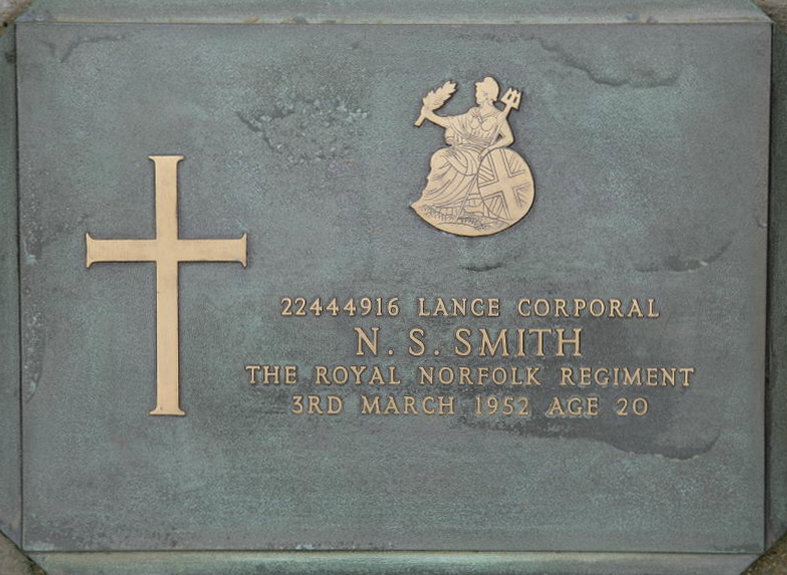 22444916 LANCE CORPORAL
N. S. SMITH
THE ROYAL NORFOLK REGIMENT
3RD MARCH 1952 AGE 20